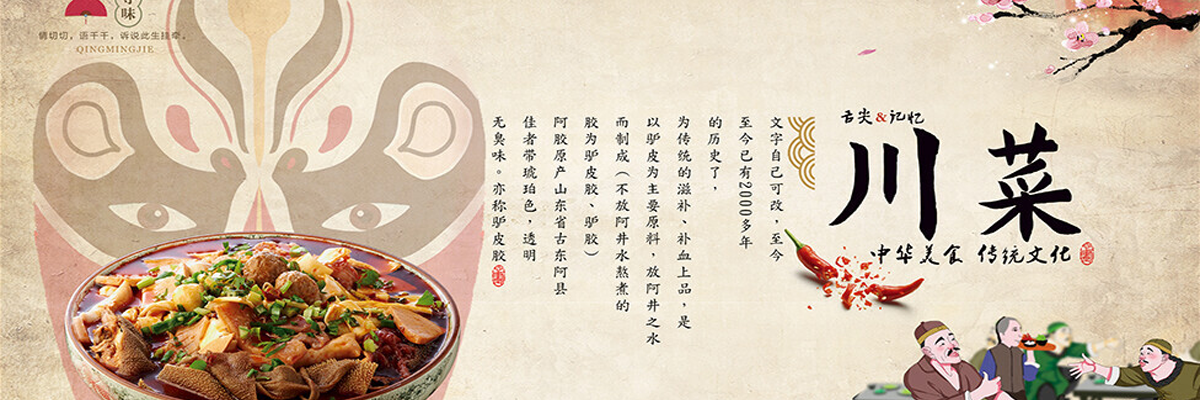 味
情切切，语千千，诉说此生挂牵。
QINGMINGJIE
舌尖&记忆
川菜
中华美食 传统文化
文字自己可改，至今
至今已有2000多年
的历史了，
为传统的滋补、补血上品，是
以驴皮为主要原料，放阿井之水
而制成（不放阿井水熬煮的
胶为驴皮胶、驴胶）
阿胶原产山东省古东阿县
佳者带琥珀色，透明
无臭味。亦称驴皮胶